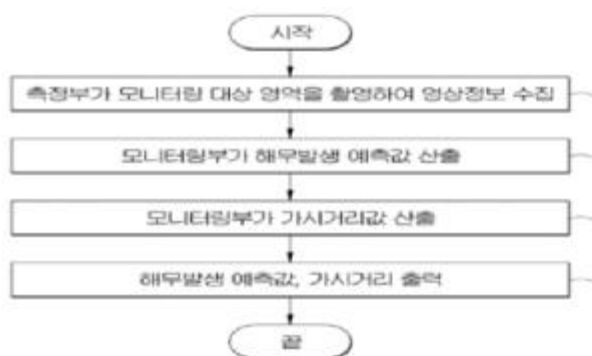 시작
측정부가 모니터링 대상 영역을 촬영하여 영상정보 수집
모니터링부가 해무발생 예측값 산출
모니터링부가 가시거리값 산출
해무발생 예측값, 가시거리 출력
끝